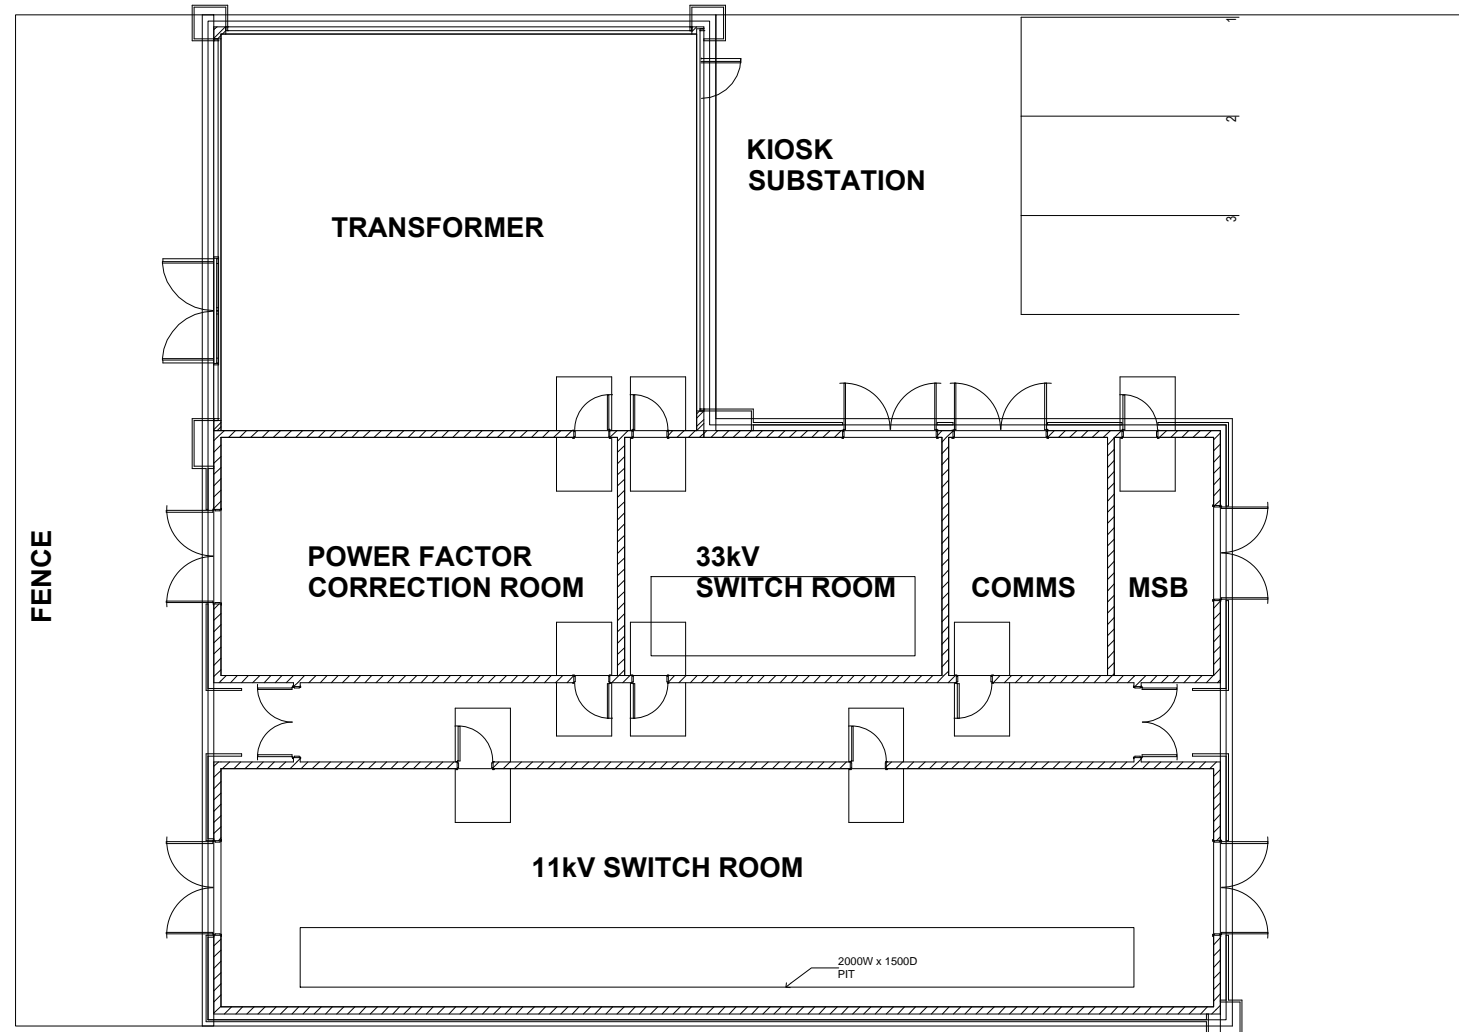 1
2
KIOSK
SUBSTATION
TRANSFORMER
3
FENCE
POWER FACTOR
CORRECTION ROOM
33kV
SWITCH ROOM
COMMS
MSB
11kV SWITCH ROOM
2000W x 1500D
PIT